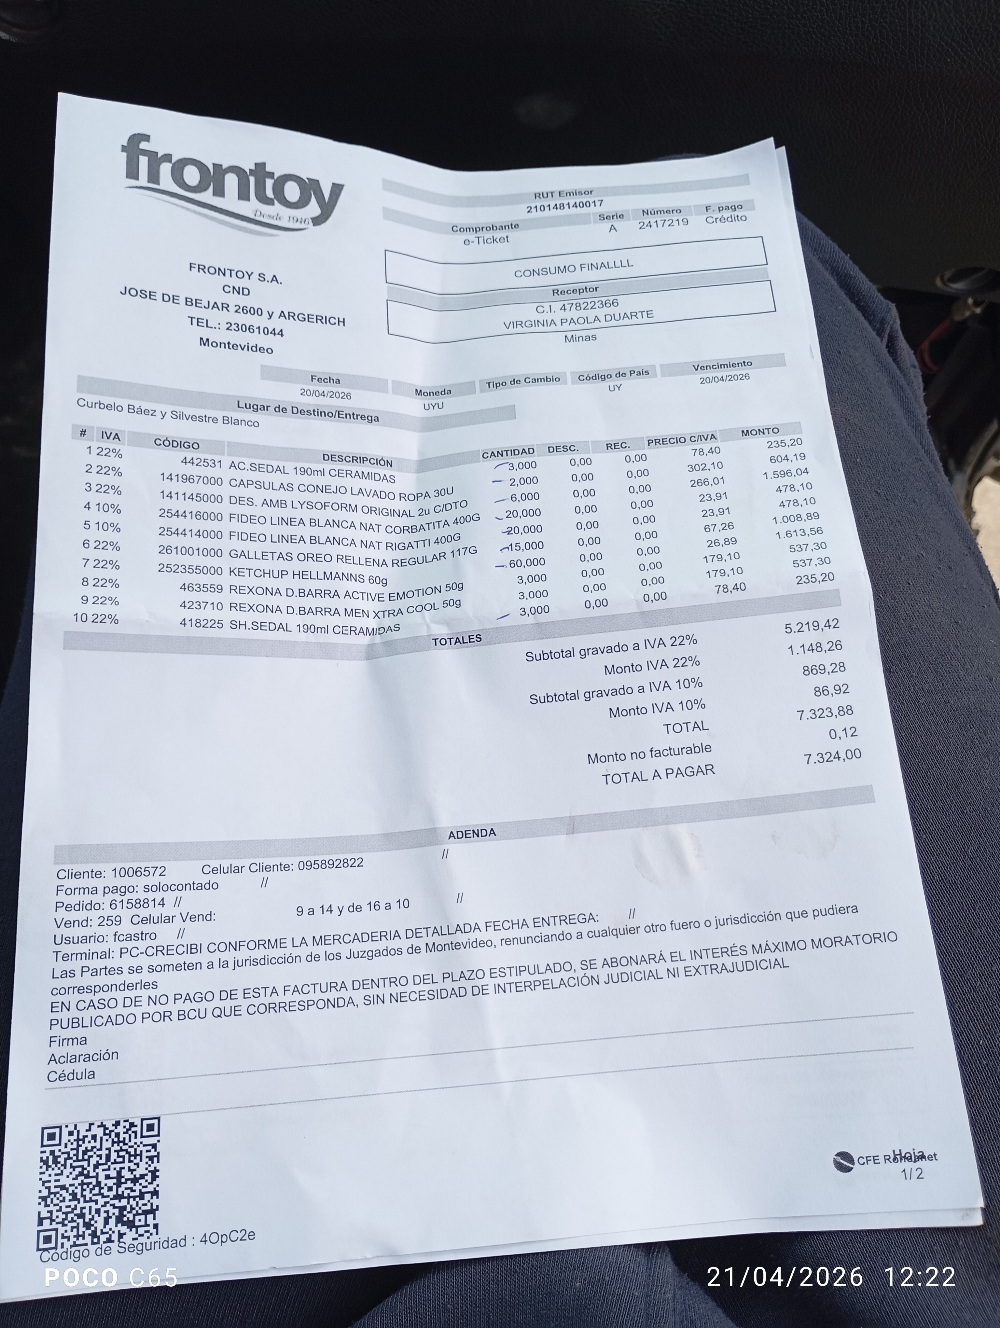 frontoy
Desde 1946
RUT Emisor
210148140017
Comprobante Serie Número F. pago
e-Ticket A 2417219 Crédito
CONSUMO FINALLLL
Receptor
C.I. 47822366
VIRGINIA PAOLA DUARTE
Minas
FRONTOY S.A.
CND
JOSE DE BEJAR 2600 y ARGERICH
TEL.: 23061044
Montevideo
Fecha Moneda Tipo de Cambio Código de País Vencimiento
20/04/2026 UYU UY 20/04/2026
Lugar de Destino/Entrega
Curbelo Báez y Silvestre Blanco
# IVA CÓDIGO DESCRIPCIÓN CANTIDAD DESC. REC. PRECIO C/IVA MONTO
1 22% 442531 AC.SEDAL 190ml CERAMIDAS 3,000 0,00 0,00 78,40 235,20
2 22% 141967000 CAPSULAS CONEJO LAVADO ROPA 30U 2,000 0,00 0,00 302,10 604,19
3 22% 141145000 DES. AMB LYSOFORM ORIGINAL 2u C/DTO 6,000 0,00 0,00 266,01 1.596,04
4 10% 254416000 FIDEO LINEA BLANCA NAT CORBATITA 400G 20,000 0,00 0,00 23,91 478,10
5 10% 254414000 FIDEO LINEA BLANCA NAT RIGATTI 400G 20,000 0,00 0,00 23,91 478,10
6 22% 261001000 GALLETAS OREO RELLENA REGULAR 117G 15,000 0,00 0,00 67,26 1.008,89
7 22% 252355000 KETCHUP HELLMANNS 60g 60,000 0,00 0,00 26,89 1.613,56
8 22% 463559 REXONA D.BARRA ACTIVE EMOTION 50g 3,000 0,00 0,00 179,10 537,30
9 22% 423710 REXONA D.BARRA MEN XTRA COOL 50g 3,000 0,00 0,00 179,10 537,30
10 22% 418225 SH.SEDAL 190ml CERAMIDAS 3,000 0,00 0,00 78,40 235,20
TOTALES
Subtotal gravado a IVA 22% 5.219,42
Monto IVA 22% 1.148,26
Subtotal gravado a IVA 10% 869,28
Monto IVA 10% 86,92
TOTAL 7.323,88
Monto no facturable 0,12
TOTAL A PAGAR 7.324,00
ADENDA
Cliente: 1006572 Celular Cliente: 095892822 //
Forma pago: solocontado //
Pedido: 6158814 //
Vend: 259 Celular Vend: 9 a 14 y de 16 a 10 //
Usuario: fcastro //
Terminal: PC-CRECIBI CONFORME LA MERCADERIA DETALLADA FECHA ENTREGA: //
Las Partes se someten a la jurisdicción de los Juzgados de Montevideo, renunciando a cualquier otro fuero o jurisdicción que pudiera
corresponderles
EN CASO DE NO PAGO DE ESTA FACTURA DENTRO DEL PLAZO ESTIPULADO, SE ABONARÁ EL INTERÉS MÁXIMO MORATORIO
PUBLICADO POR BCU QUE CORRESPONDA, SIN NECESIDAD DE INTERPELACIÓN JUDICIAL NI EXTRAJUDICIAL
Firma
Aclaración
Cédula
CFE
Hoja
1/2
Código de Seguridad : 4OpC2e
POCO C65
21/04/2026 12:22